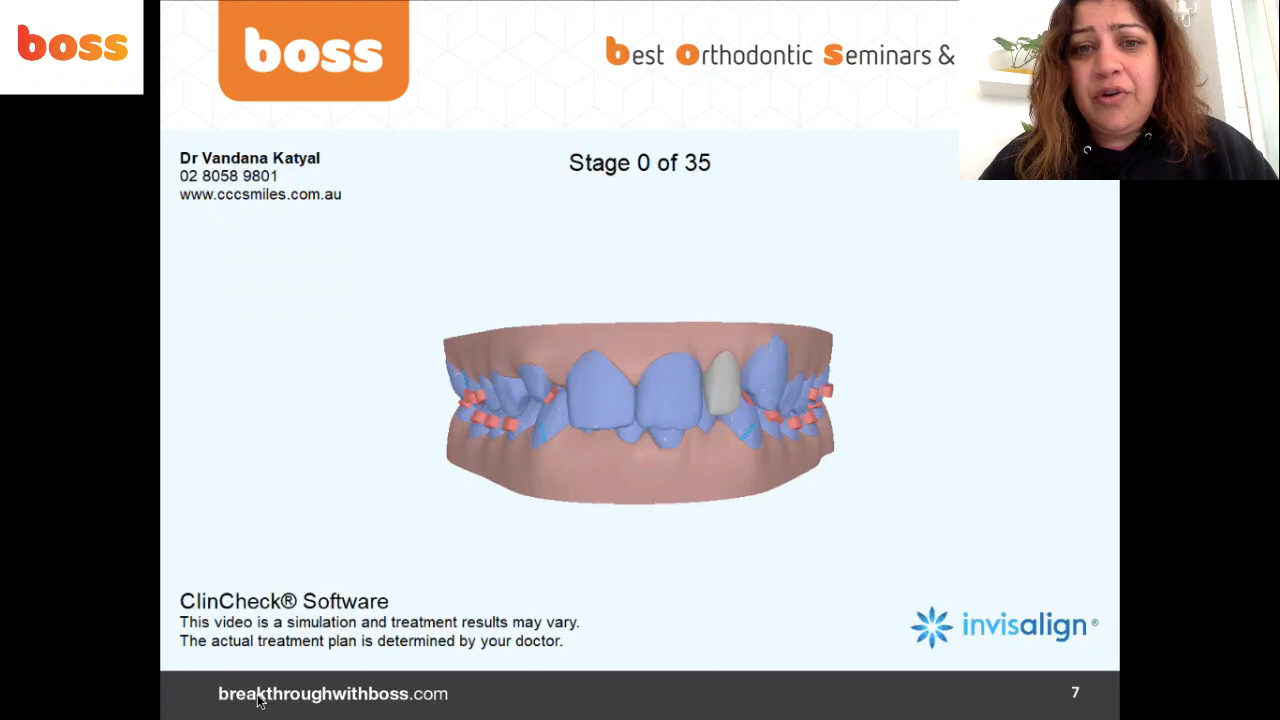 boss
boss
best Orthodontic Seminars &
Dr Vandana Katyal
02 8058 9801
www.cccsmiles.com.au
Stage 0 of 35
ClinCheck® Software
This video is a simulation and treatment results may vary.
The actual treatment plan is determined by your doctor.
invisalign®
breakthroughwithboss.com
7